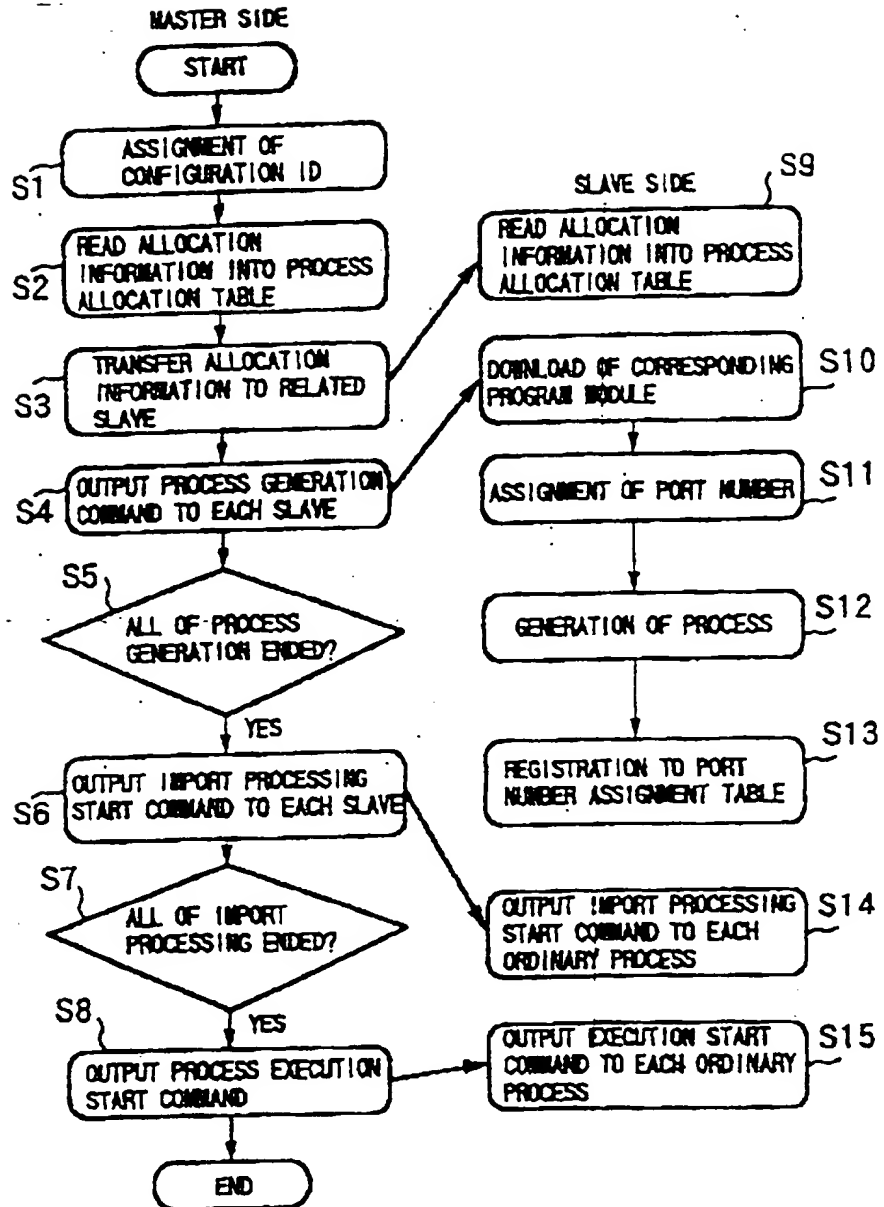 MASTER SIDE
START
S1
ASSIGNMENT OF
CONFIGURATION ID
S2
READ ALLOCATION
INFORMATION INTO PROCESS
ALLOCATION TABLE
S3
TRANSFER ALLOCATION
INFORMATION TO RELATED
SLAVE
S4
OUTPUT PROCESS GENERATION
COMMAND TO EACH SLAVE
S5
ALL OF PROCESS
GENERATION ENDED?
YES
S6
OUTPUT IMPORT PROCESSING
START COMMAND TO EACH SLAVE
S7
ALL OF IMPORT
PROCESSING ENDED?
YES
S8
OUTPUT PROCESS EXECUTION
START COMMAND
END
SLAVE SIDE
S9
READ ALLOCATION
INFORMATION INTO PROCESS
ALLOCATION TABLE
S10
DOWNLOAD OF CORRESPONDING
PROGRAM MODULE
S11
ASSIGNMENT OF PORT NUMBER
S12
GENERATION OF PROCESS
S13
REGISTRATION TO PORT
NUMBER ASSIGNMENT TABLE
S14
OUTPUT IMPORT PROCESSING
START COMMAND TO EACH
ORDINARY PROCESS
S15
OUTPUT EXECUTION START
COMMAND TO EACH ORDINARY
PROCESS